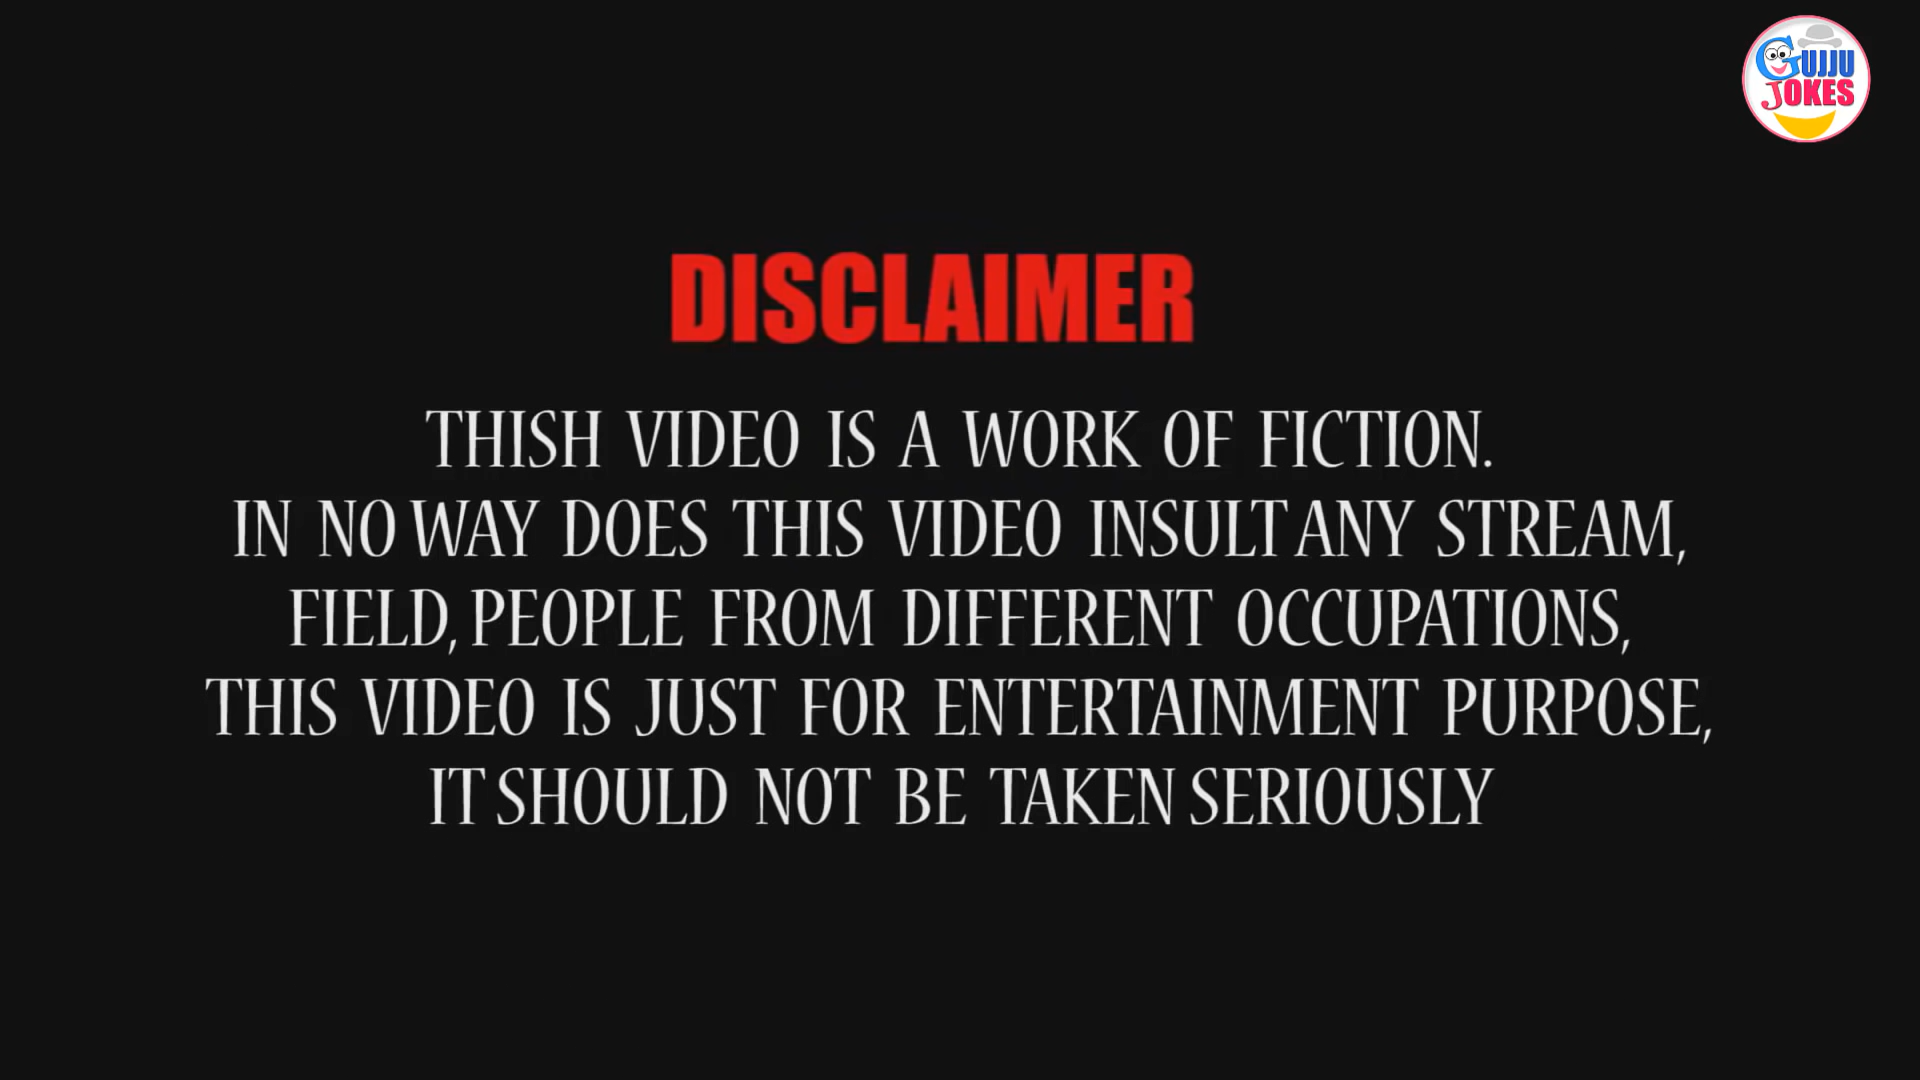 GUJJU
JOKES
DISCLAIMER
THISH VIDEO IS A WORK OF FICTION.
IN NO WAY DOES THIS VIDEO INSULT ANY STREAM,
FIELD, PEOPLE FROM DIFFERENT OCCUPATIONS,
THIS VIDEO IS JUST FOR ENTERTAINMENT PURPOSE,
IT SHOULD NOT BE TAKEN SERIOUSLY